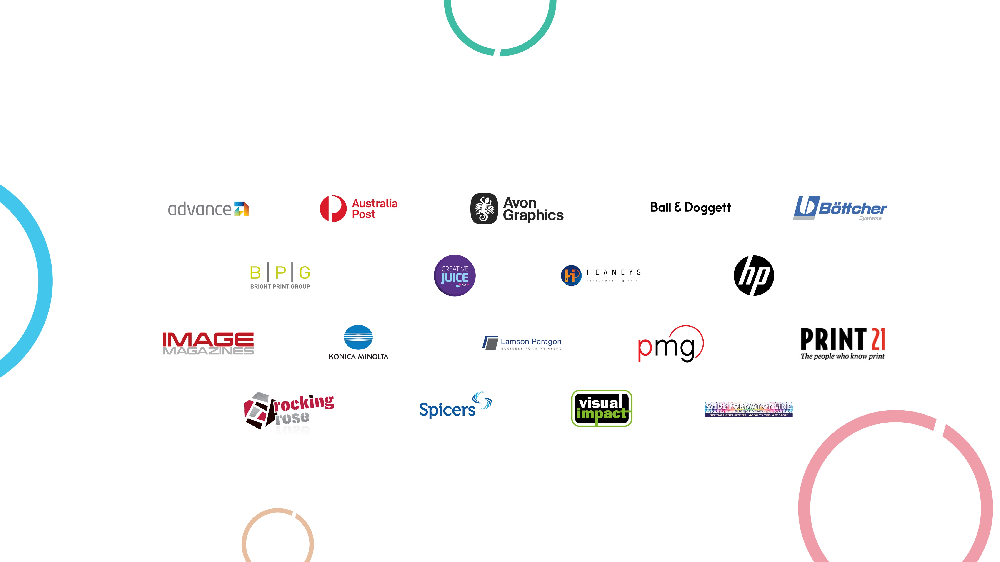 advance
Australia
Post
Avon
Graphics
Ball & Doggett
Böttcher
Systems
B|P|G
BRIGHT PRINT GROUP
CREATIVE
JUICE
SA
HP
HEANEYS
PERFORMERS IN PRINT
hp
IMAGE
MAGAZINES
KONICA MINOLTA
Lamson Paragon
BUSINESS FORM PRINTERS
pmg
PRINT 21
The people who know print
rocking
rose
Spicers
visual
impact
WIDE FORMAT ONLINE
& Inkjet News
GET THE BIGGER PICTURE...GOOD TO THE LAST DROP!